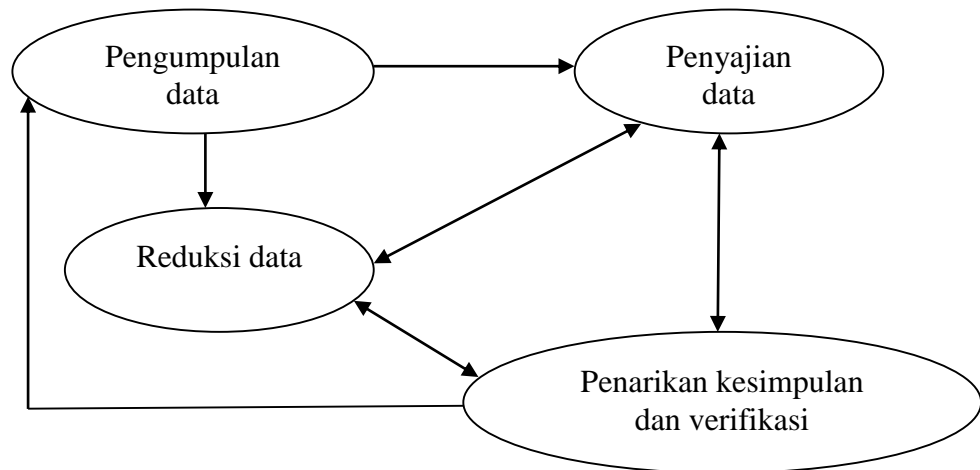 Pengumpulan
data
Penyajian
data
Reduksi data
Penarikan kesimpulan
dan verifikasi